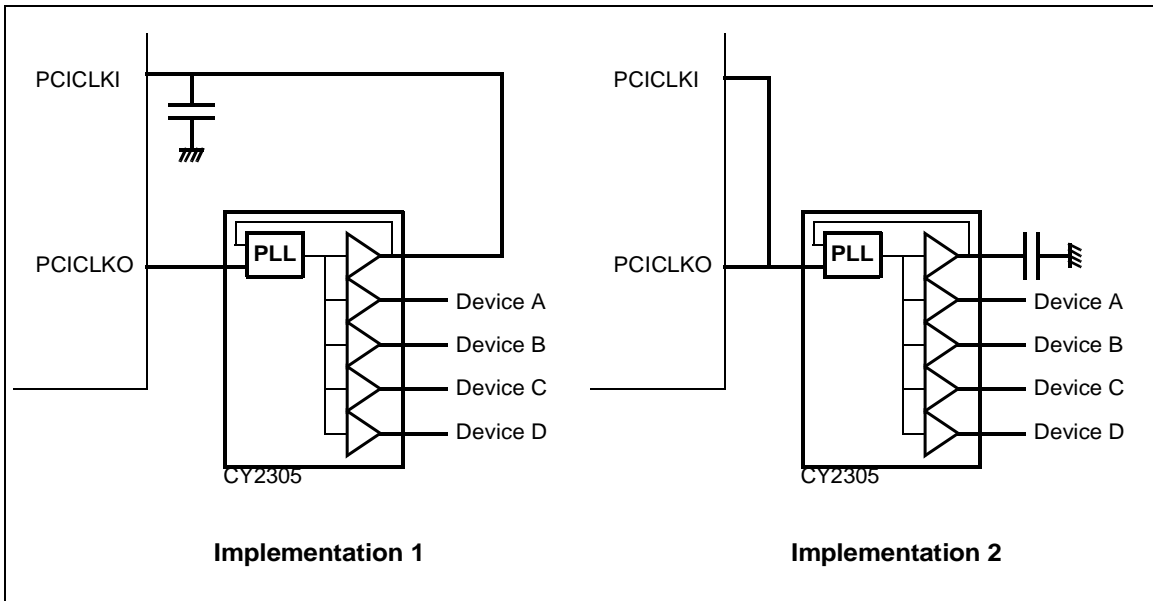 PCICLKI
PCICLKO
PLL
Device A
Device B
Device C
Device D
CY2305
Implementation 1
PCICLKI
PCICLKO
PLL
Device A
Device B
Device C
Device D
CY2305
Implementation 2